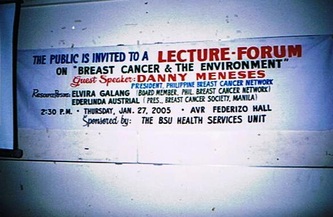 THE PUBLIC IS INVITED TO A LECTURE-FORUM
ON "BREAST CANCER & THE ENVIRONMENT"
Guest Speaker: DANNY MENESES
PRESIDENT, PHILIPPINE BREAST CANCER NETWORK
Resource Persons: ELVIRA GALANG (BOARD MEMBER, PHIL. BREAST CANCER NETWORK)
EDERLINDA AUSTRIAL (PRES., BREAST CANCER SOCIETY, MANILA)
2:30 P.M. • THURSDAY, JAN. 27, 2005 • AVR FEDERIZO HALL
Sponsored by: THE BSU HEALTH SERVICES UNIT